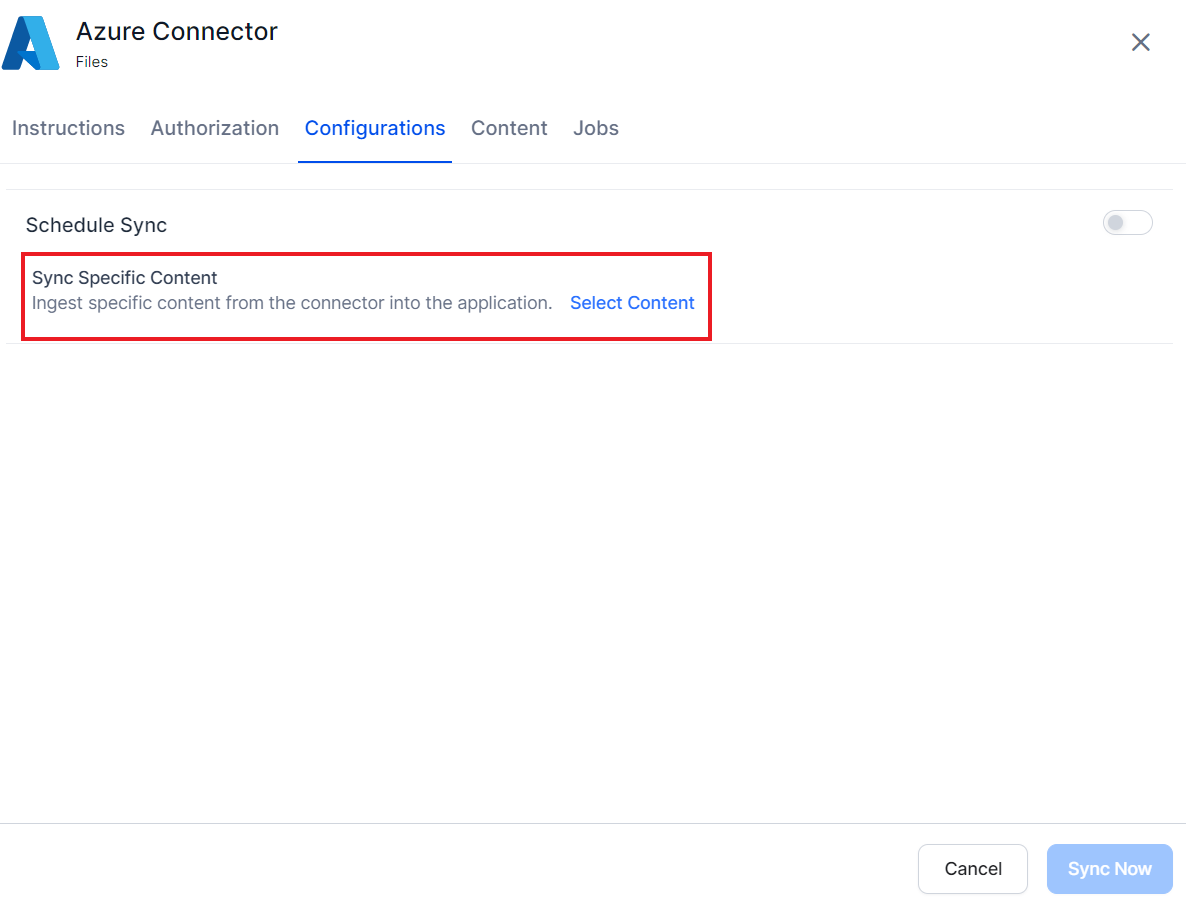 Azure Connector
Files
Instructions Authorization Configurations Content Jobs
Schedule Sync
Sync Specific Content
Ingest specific content from the connector into the application. Select Content
Cancel Sync Now